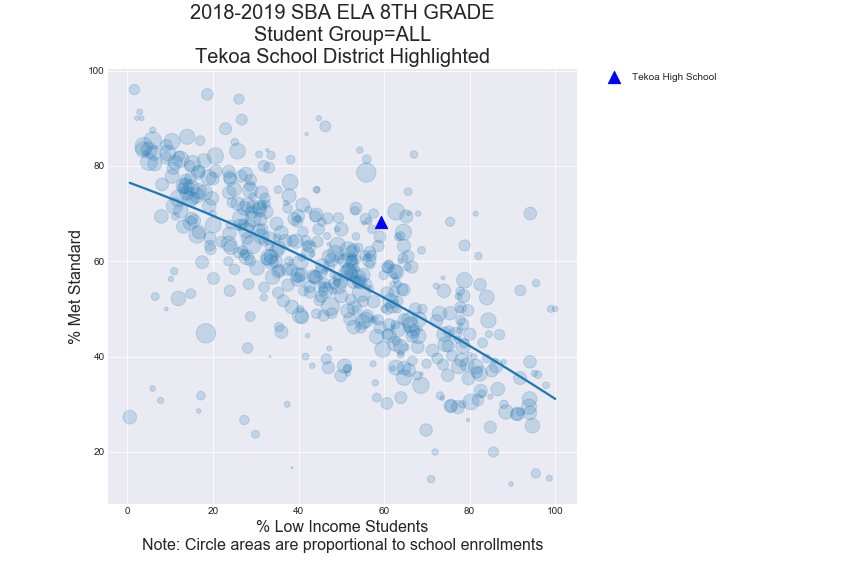 2018-2019 SBA ELA 8TH GRADE
Student Group=ALL
Tekoa School District Highlighted
Tekoa High School
100
80
60
40
20
% Met Standard
0
20
40
60
80
100
% Low Income Students
Note: Circle areas are proportional to school enrollments